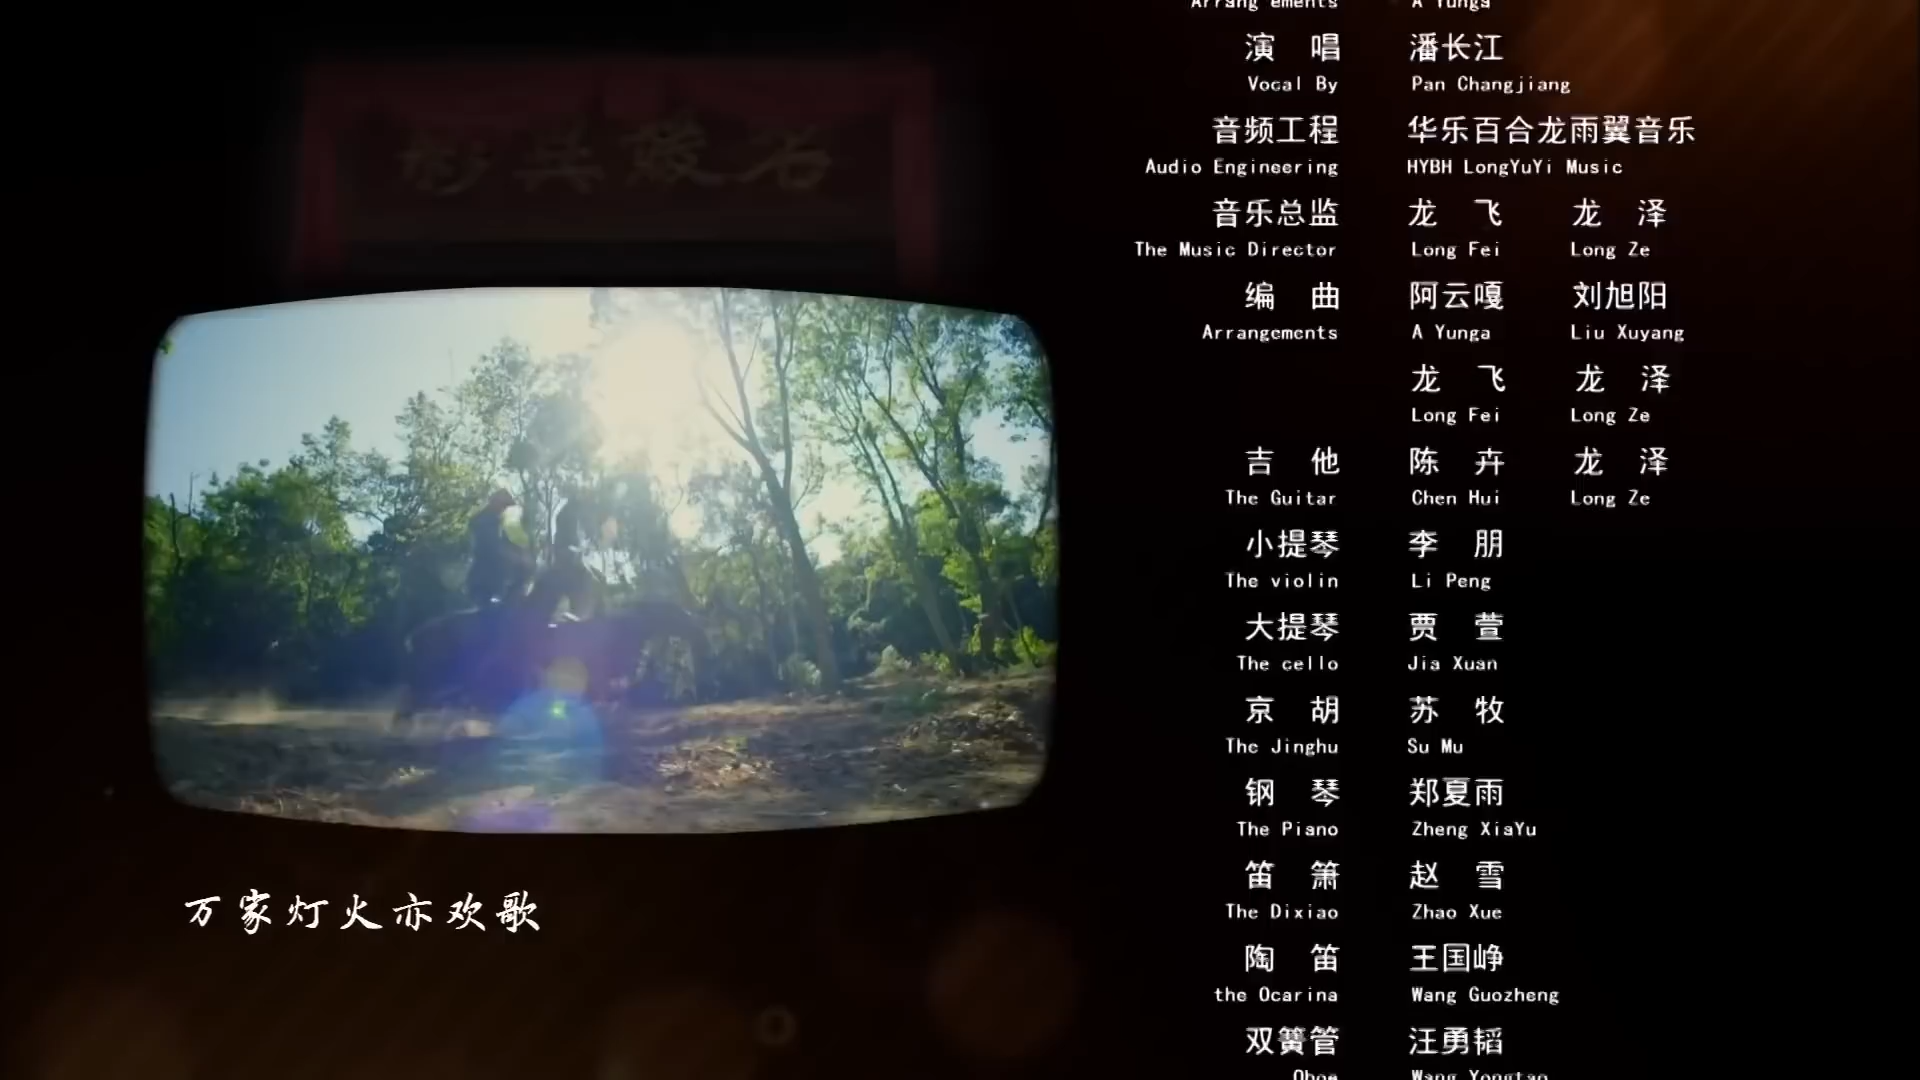 Arrangements A Yunga
演 唱 潘长江
Vocal By Pan Changjiang
音频工程 华乐百合龙雨翼音乐
Audio Engineering HYBH LongYuYi Music
音乐总监 龙 飞 龙 泽
The Music Director Long Fei Long Ze
编 曲 阿云嘎 刘旭阳
Arrangements A Yunga Liu Xuyang
龙 飞 龙 泽
Long Fei Long Ze
吉 他 陈 卉 龙 泽
The Guitar Chen Hui Long Ze
小提琴 李 朋
The violin Li Peng
大提琴 贾 萱
The cello Jia Xuan
京 胡 苏 牧
The Jinghu Su Mu
钢 琴 郑夏雨
The Piano Zheng XiaYu
笛 箫 赵 雪
The Dixiao Zhao Xue
陶 笛 王国峥
the Ocarina Wang Guozheng
双簧管 汪勇韬
Oboe Wang Yongtao
万家灯火亦欢歌